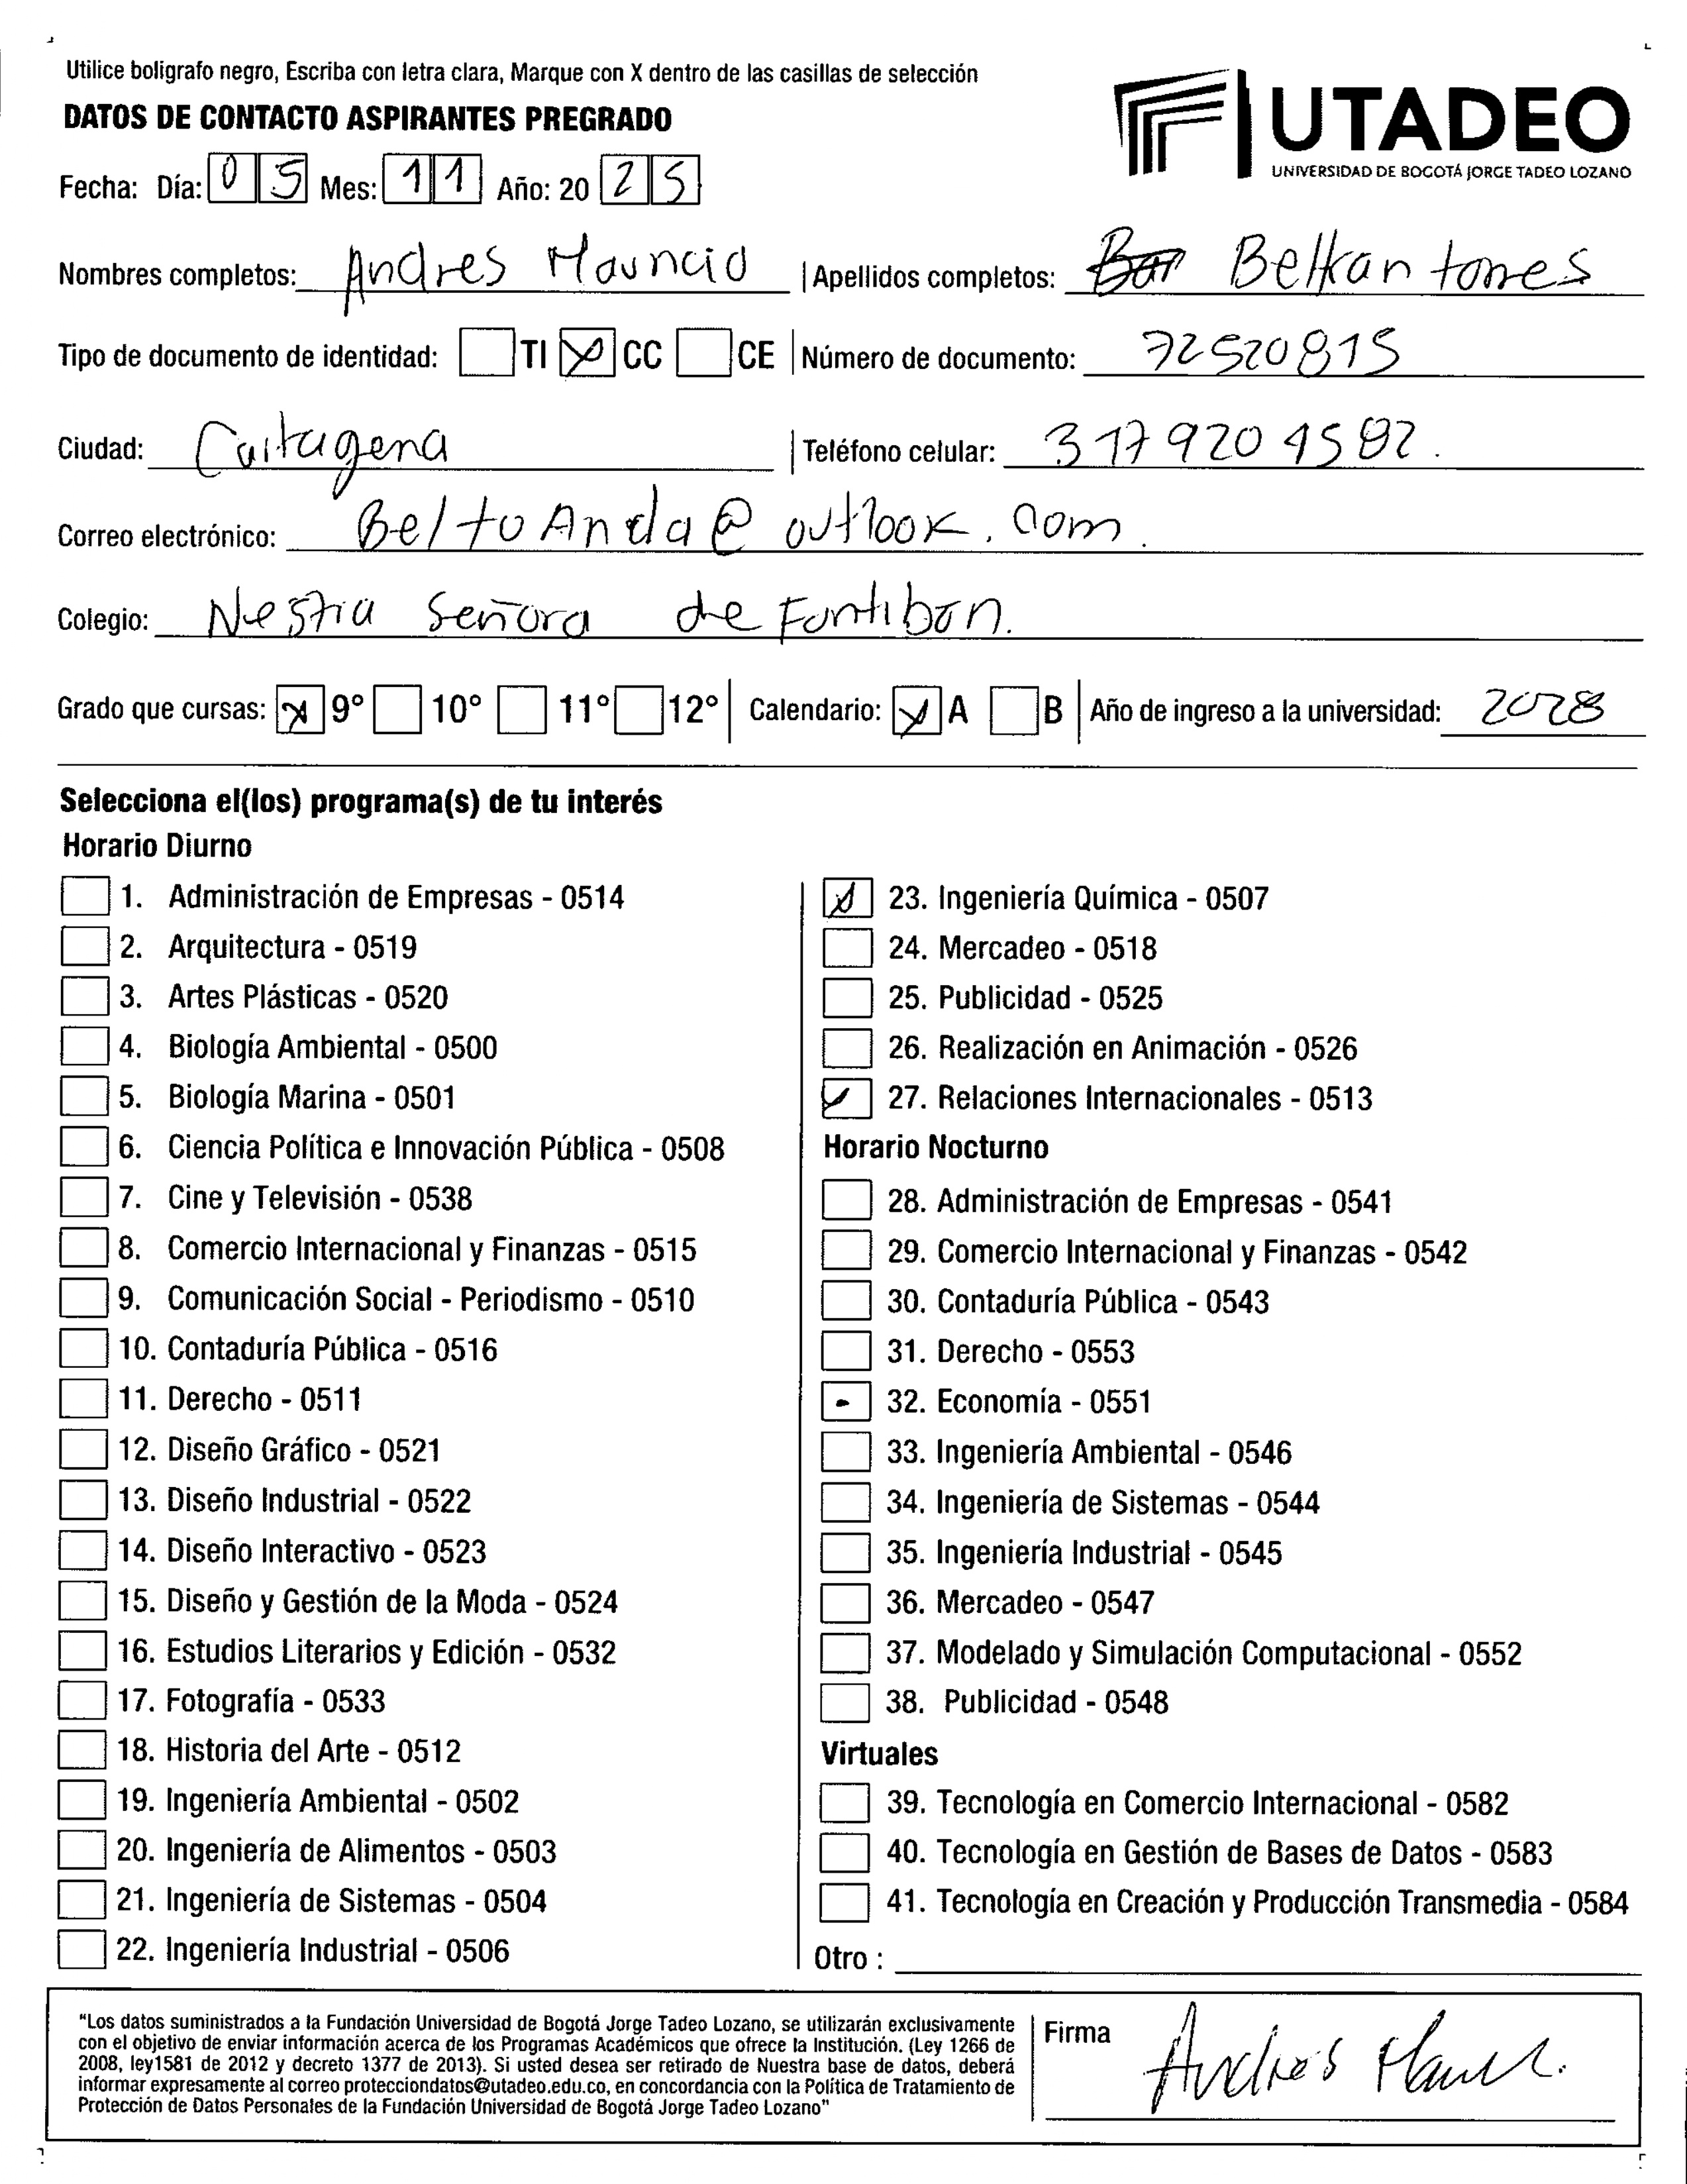 Utilice boligrafo negro, Escriba con letra clara, Marque con X dentro de las casillas de selección
DATOS DE CONTACTO ASPIRANTES PREGRADO
UTADEO
UNIVERSIDAD DE BOGOTÁ JORGE TADEO LOZANO
Fecha: Día: 05 Mes: 11 Año: 20 25
Nombres completos: Andres Mauricio | Apellidos completos: Beltran torres
Tipo de documento de identidad: TI X CC CE | Número de documento: 72520815
Ciudad: Cartagena | Teléfono celular: 317 920 1582.
Correo electrónico: BeltoAnda@outlook.com.
Colegio: Nestra Señora de Fontibon.
Grado que cursas: X 9° 10° 11° 12° | Calendario: X A B | Año de ingreso a la universidad: 2028
Selecciona el(los) programa(s) de tu interés
Horario Diurno
1. Administración de Empresas - 0514
2. Arquitectura - 0519
3. Artes Plásticas - 0520
4. Biología Ambiental - 0500
5. Biología Marina - 0501
6. Ciencia Política e Innovación Pública - 0508
7. Cine y Televisión - 0538
8. Comercio Internacional y Finanzas - 0515
9. Comunicación Social - Periodismo - 0510
10. Contaduría Pública - 0516
11. Derecho - 0511
12. Diseño Gráfico - 0521
13. Diseño Industrial - 0522
14. Diseño Interactivo - 0523
15. Diseño y Gestión de la Moda - 0524
16. Estudios Literarios y Edición - 0532
17. Fotografía - 0533
18. Historia del Arte - 0512
19. Ingeniería Ambiental - 0502
20. Ingeniería de Alimentos - 0503
21. Ingeniería de Sistemas - 0504
22. Ingeniería Industrial - 0506
X 23. Ingeniería Química - 0507
24. Mercadeo - 0518
25. Publicidad - 0525
26. Realización en Animación - 0526
27. Relaciones Internacionales - 0513
Horario Nocturno
28. Administración de Empresas - 0541
29. Comercio Internacional y Finanzas - 0542
30. Contaduría Pública - 0543
31. Derecho - 0553
32. Economía - 0551
33. Ingeniería Ambiental - 0546
34. Ingeniería de Sistemas - 0544
35. Ingeniería Industrial - 0545
36. Mercadeo - 0547
37. Modelado y Simulación Computacional - 0552
38. Publicidad - 0548
Virtuales
39. Tecnología en Comercio Internacional - 0582
40. Tecnología en Gestión de Bases de Datos - 0583
41. Tecnología en Creación y Producción Transmedia - 0584
Otro :
"Los datos suministrados a la Fundación Universidad de Bogotá Jorge Tadeo Lozano, se utilizarán exclusivamente
con el objetivo de enviar información acerca de los Programas Académicos que ofrece la Institución. (Ley 1266 de
2008, ley1581 de 2012 y decreto 1377 de 2013). Si usted desea ser retirado de Nuestra base de datos, deberá
informar expresamente al correo protecciondatos@utadeo.edu.co, en concordancia con la Política de Tratamiento de
Protección de Datos Personales de la Fundación Universidad de Bogotá Jorge Tadeo Lozano"
Firma Andres